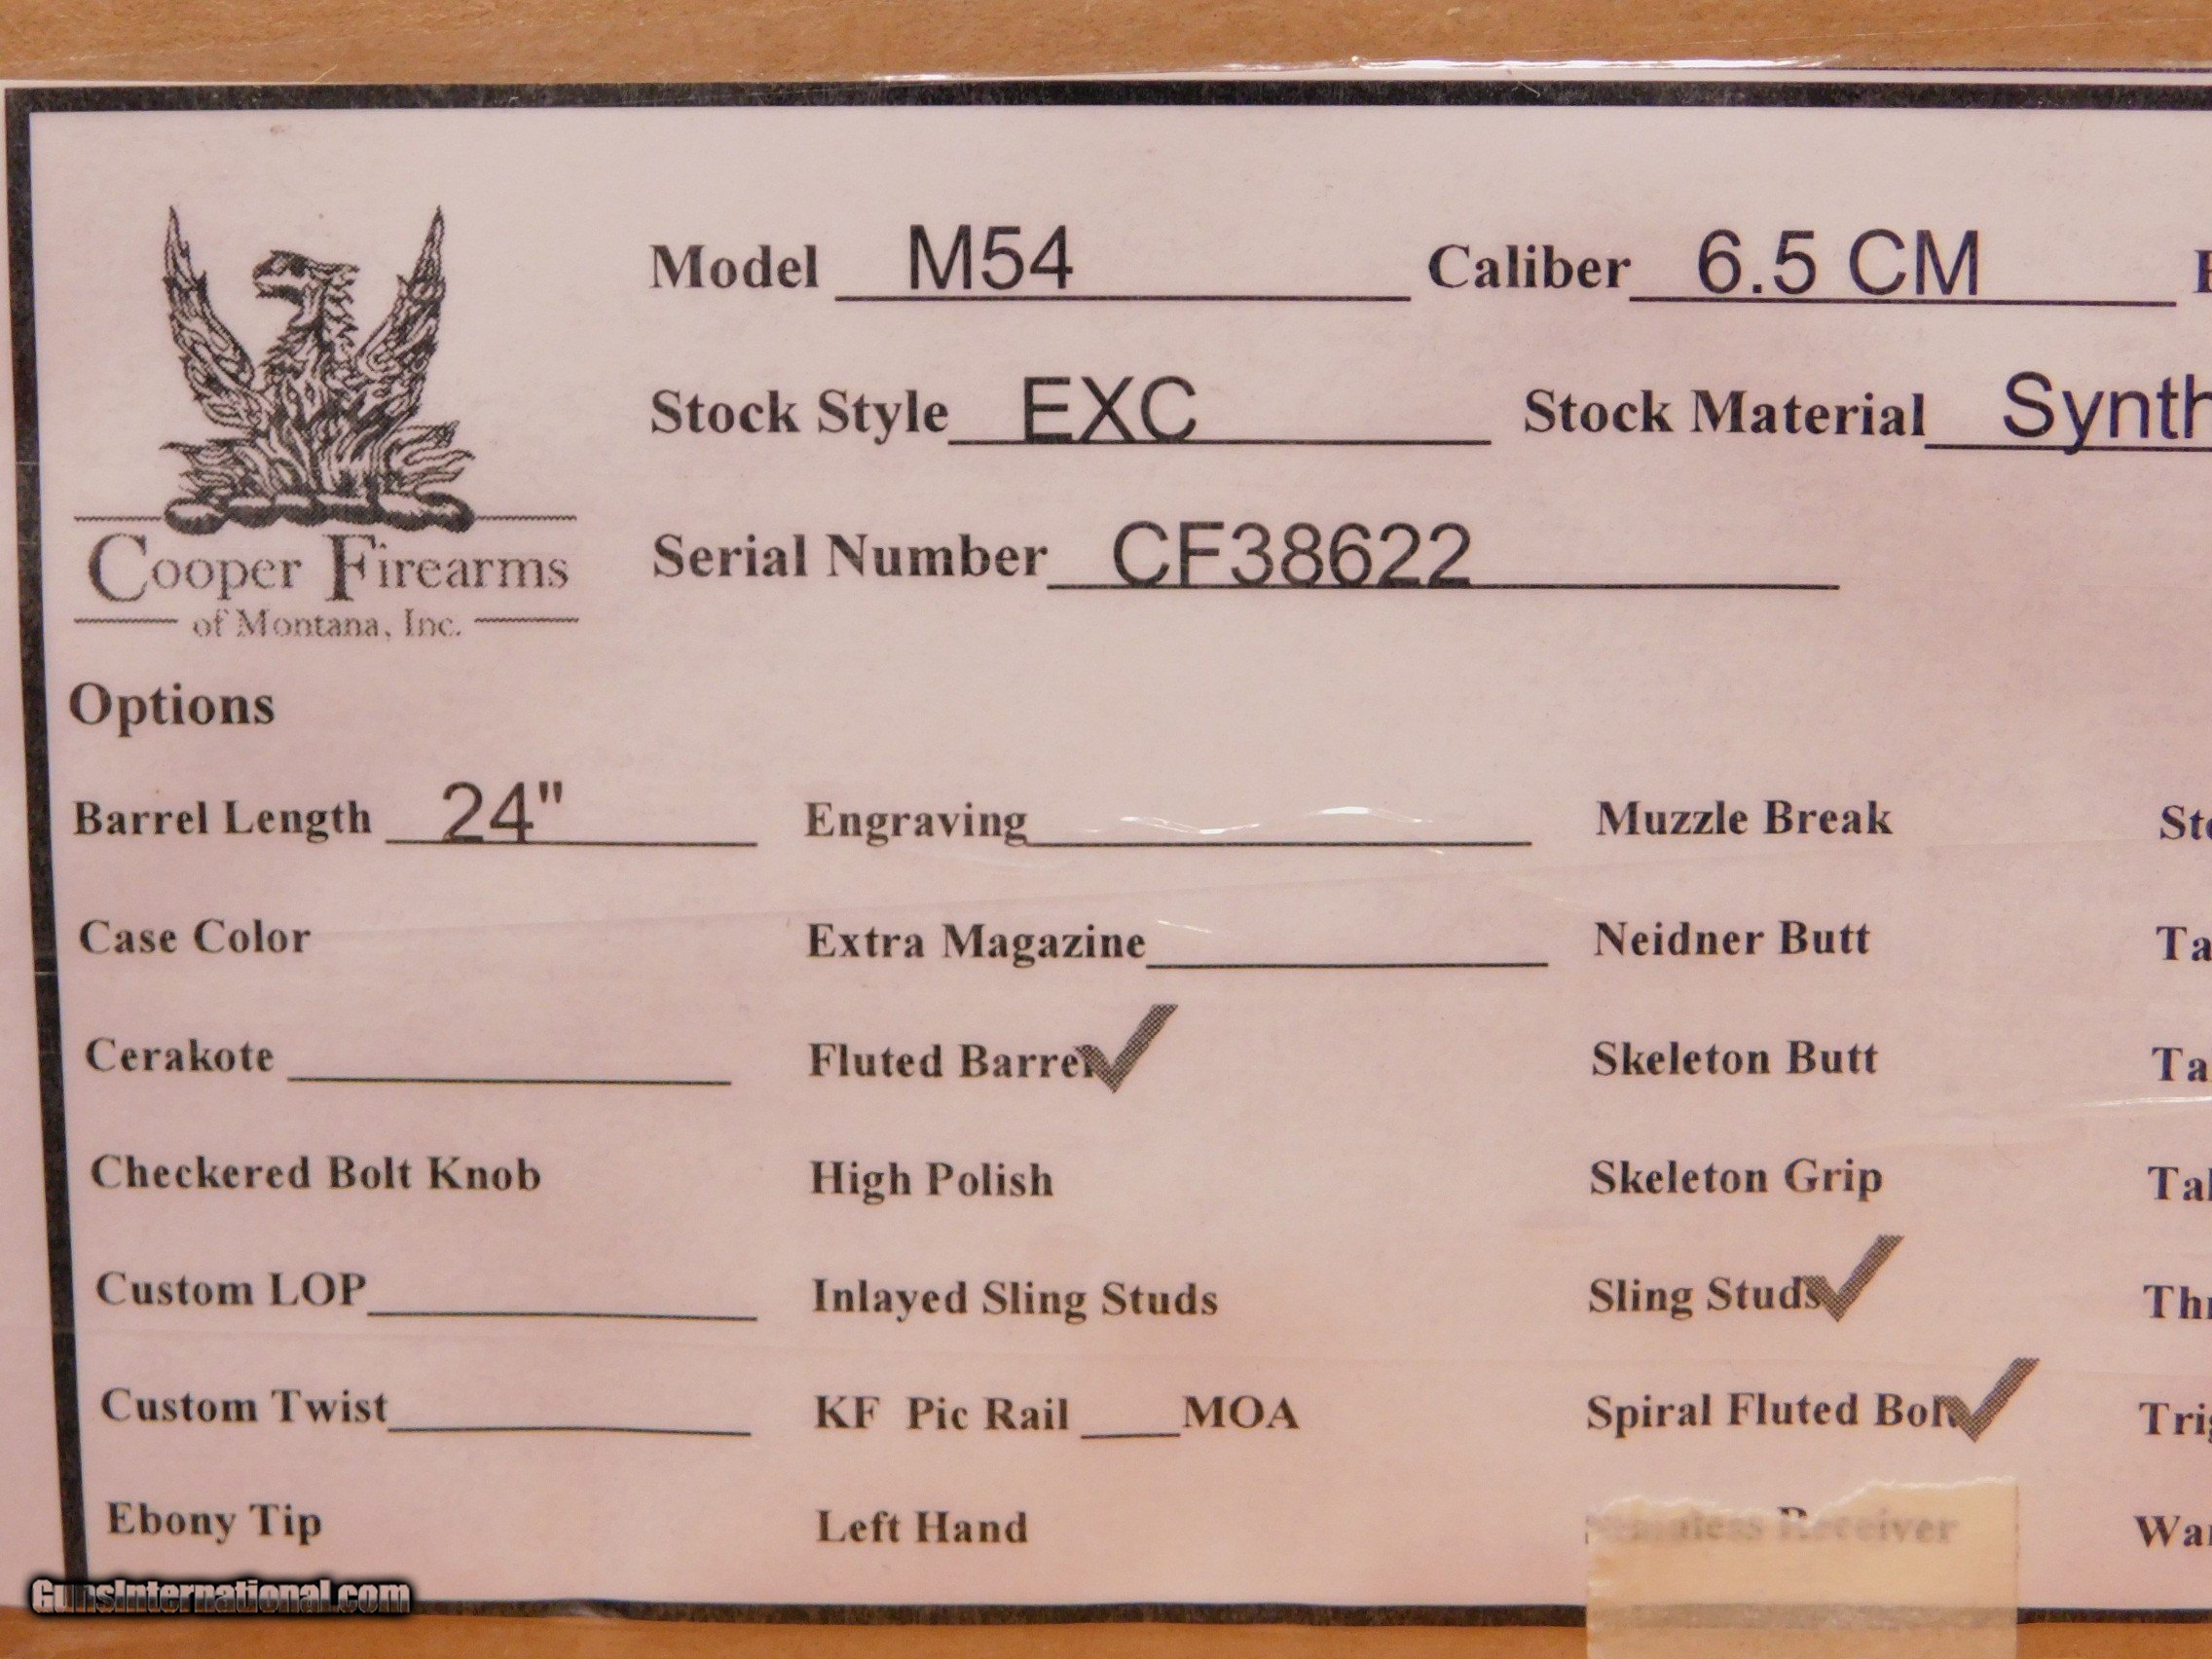 Model M54 Caliber 6.5 CM
Stock Style EXC Stock Material Synth
Serial Number CF38622
Cooper Firearms
of Montana, Inc.
Options
Barrel Length 24" Engraving Muzzle Break
Case Color Extra Magazine Neidner Butt
Cerakote Fluted Barrel Skeleton Butt
Checkered Bolt Knob High Polish Skeleton Grip
Custom LOP Inlayed Sling Studs Sling Studs
Custom Twist KF Pic Rail ___MOA Spiral Fluted Bolt
Ebony Tip Left Hand Receiver
GunsInternational.com